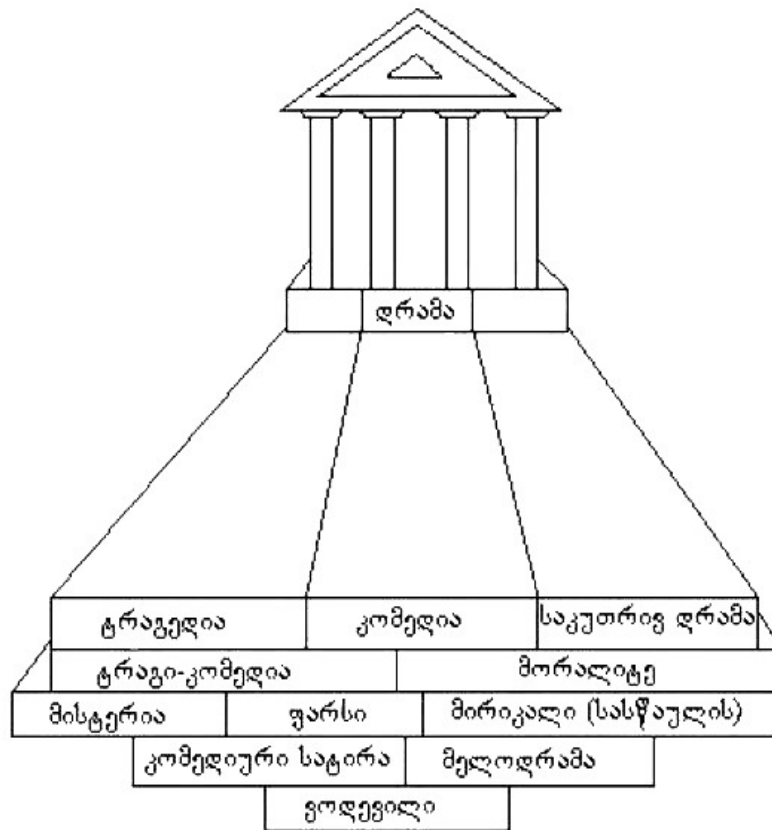 დრამა
ტრაგედია კომედია საკუთრივ დრამა
ტრაგი-კომედია მორალიტე
მისტერია ფარსი მირიკალი (სასწაულის)
კომედიური სატირა მელოდრამა
ვოდევილი